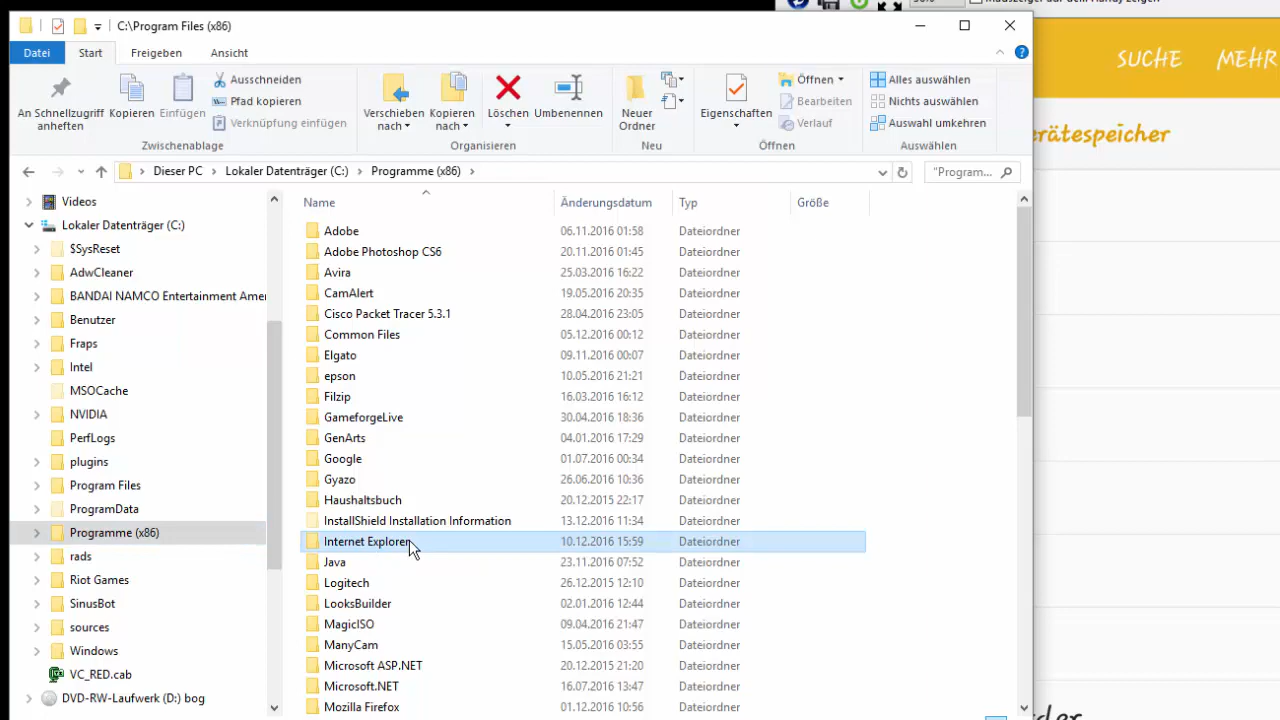 C:\Program Files (x86)
Datei Start Freigeben Ansicht
An Schnellzugriff anheften
Kopieren
Einfügen
Ausschneiden
Pfad kopieren
Verknüpfung einfügen
Zwischenablage
Verschieben nach
Kopieren nach
Löschen
Umbenennen
Organisieren
Neuer Ordner
Neu
Eigenschaften
Öffnen
Bearbeiten
Verlauf
Öffnen
Alles auswählen
Nichts auswählen
Auswahl umkehren
Auswählen
Dieser PC > Lokaler Datenträger (C:) > Programme (x86) >
"Program...
Videos
Lokaler Datenträger (C:)
$SysReset
AdwCleaner
BANDAI NAMCO Entertainment Amer
Benutzer
Fraps
Intel
MSOCache
NVIDIA
PerfLogs
plugins
Program Files
ProgramData
Programme (x86)
rads
Riot Games
SinusBot
sources
Windows
VC_RED.cab
DVD-RW-Laufwerk (D:) bog
Name Änderungsdatum Typ Größe
Adobe 06.11.2016 01:58 Dateiordner
Adobe Photoshop CS6 20.11.2016 01:45 Dateiordner
Avira 25.03.2016 16:22 Dateiordner
CamAlert 19.05.2016 20:35 Dateiordner
Cisco Packet Tracer 5.3.1 28.04.2016 23:05 Dateiordner
Common Files 05.12.2016 00:12 Dateiordner
Elgato 09.11.2016 00:07 Dateiordner
epson 10.05.2016 21:21 Dateiordner
Filzip 16.03.2016 16:12 Dateiordner
GameforgeLive 30.04.2016 18:36 Dateiordner
GenArts 04.01.2016 17:29 Dateiordner
Google 01.07.2016 00:34 Dateiordner
Gyazo 26.06.2016 10:36 Dateiordner
Haushaltsbuch 20.12.2015 22:17 Dateiordner
InstallShield Installation Information 13.12.2016 11:34 Dateiordner
Internet Explorer 10.12.2016 15:59 Dateiordner
Java 23.11.2016 07:52 Dateiordner
Logitech 26.12.2015 12:10 Dateiordner
LooksBuilder 02.01.2016 12:44 Dateiordner
MagicISO 09.04.2016 21:47 Dateiordner
ManyCam 15.05.2016 03:55 Dateiordner
Microsoft ASP.NET 20.12.2015 21:20 Dateiordner
Microsoft.NET 16.07.2016 13:47 Dateiordner
Mozilla Firefox 01.12.2016 10:56 Dateiordner
SUCHE MEHR
erätespeicher